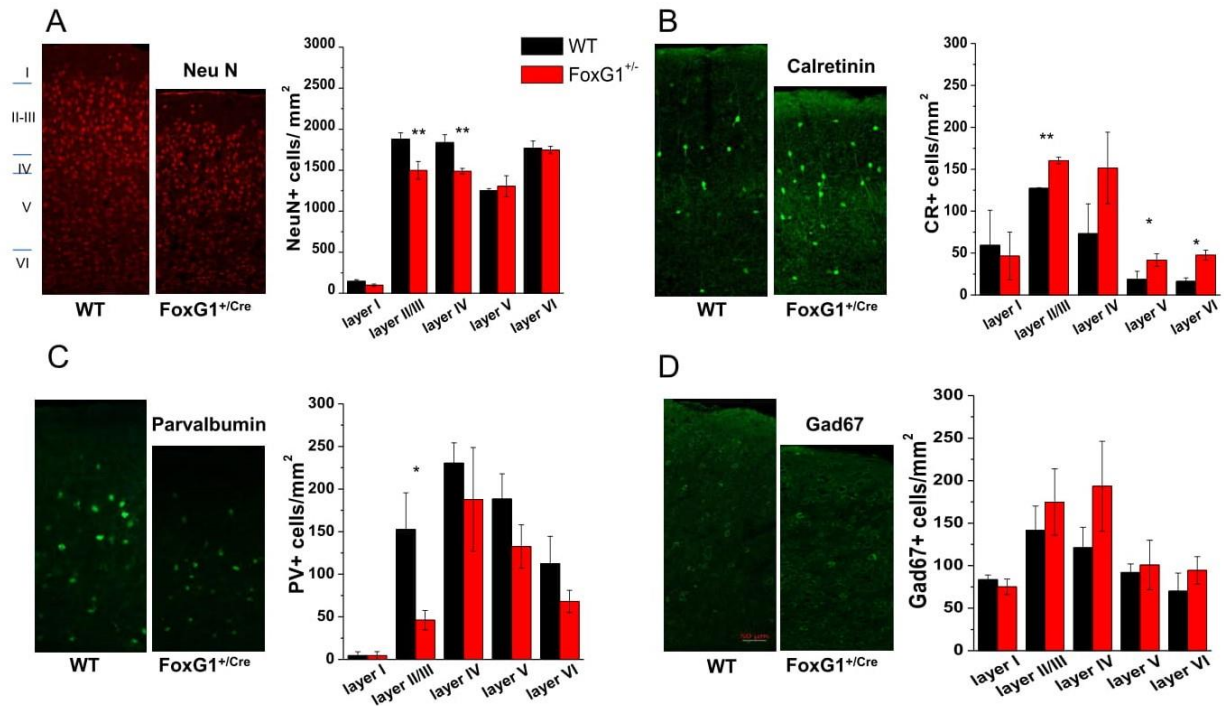 A
Neu N
I
II-III
IV
V
VI
WT
FoxG1+/Cre
NeuN+ cells/ mm2
3000
2500
2000
1750
1500
1000
500
0
WT
FoxG1+/-
**
**
layer I
layer II/III
layer IV
layer V
layer VI
B
Calretinin
WT
FoxG1+/Cre
CR+ cells/mm2
300
250
200
150
100
50
0
**
*
*
layer I
layer II/III
layer IV
layer V
layer VI
C
Parvalbumin
WT
FoxG1+/Cre
PV+ cells/mm2
300
250
200
150
100
50
0
*
layer I
layer II/III
layer IV
layer V
layer VI
D
Gad67
50 µm
WT
FoxG1+/Cre
Gad67+ cells/mm2
300
250
200
150
100
50
0
layer I
layer II/III
layer IV
layer V
layer VI